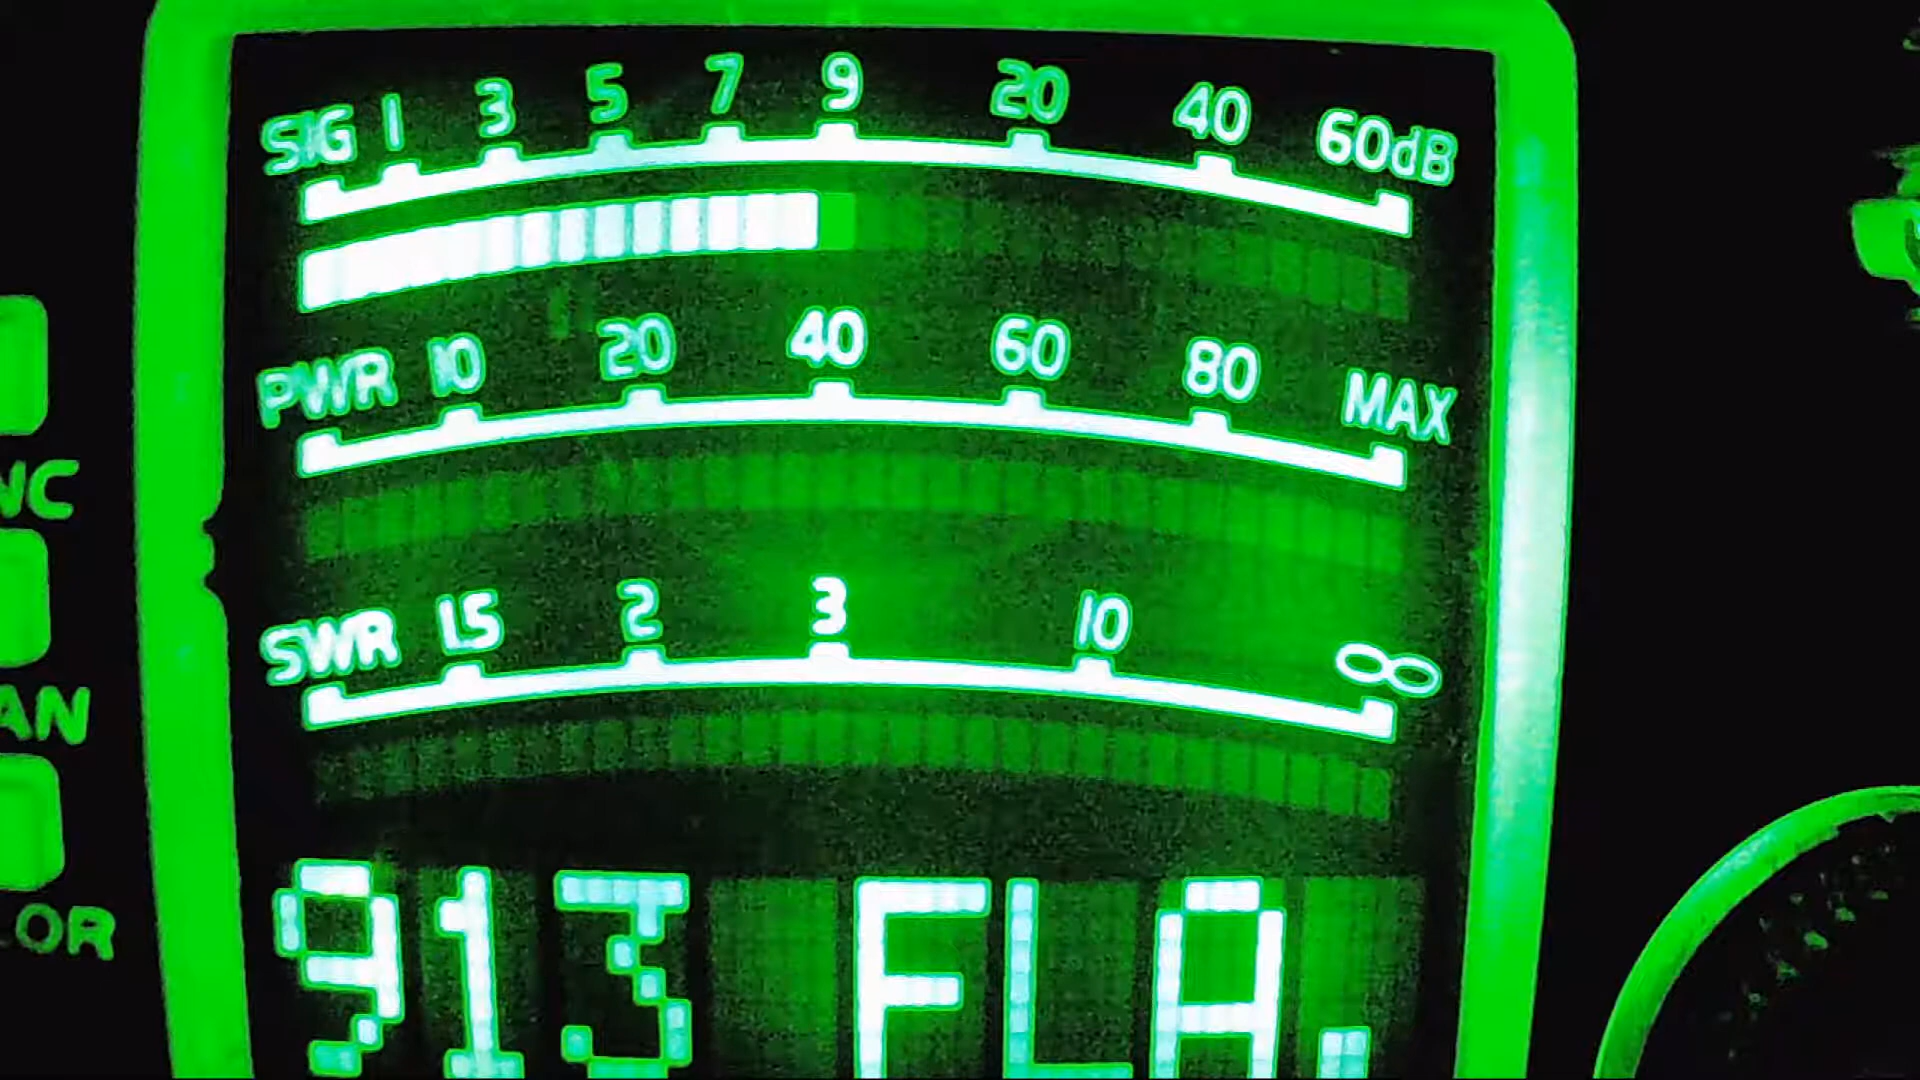 SIG 1 3 5 7 9 20 40 60dB
PWR 10 20 40 60 80 MAX
NC
SWR 1.5 2 3 10 ∞
AN
913 FLA.
OR